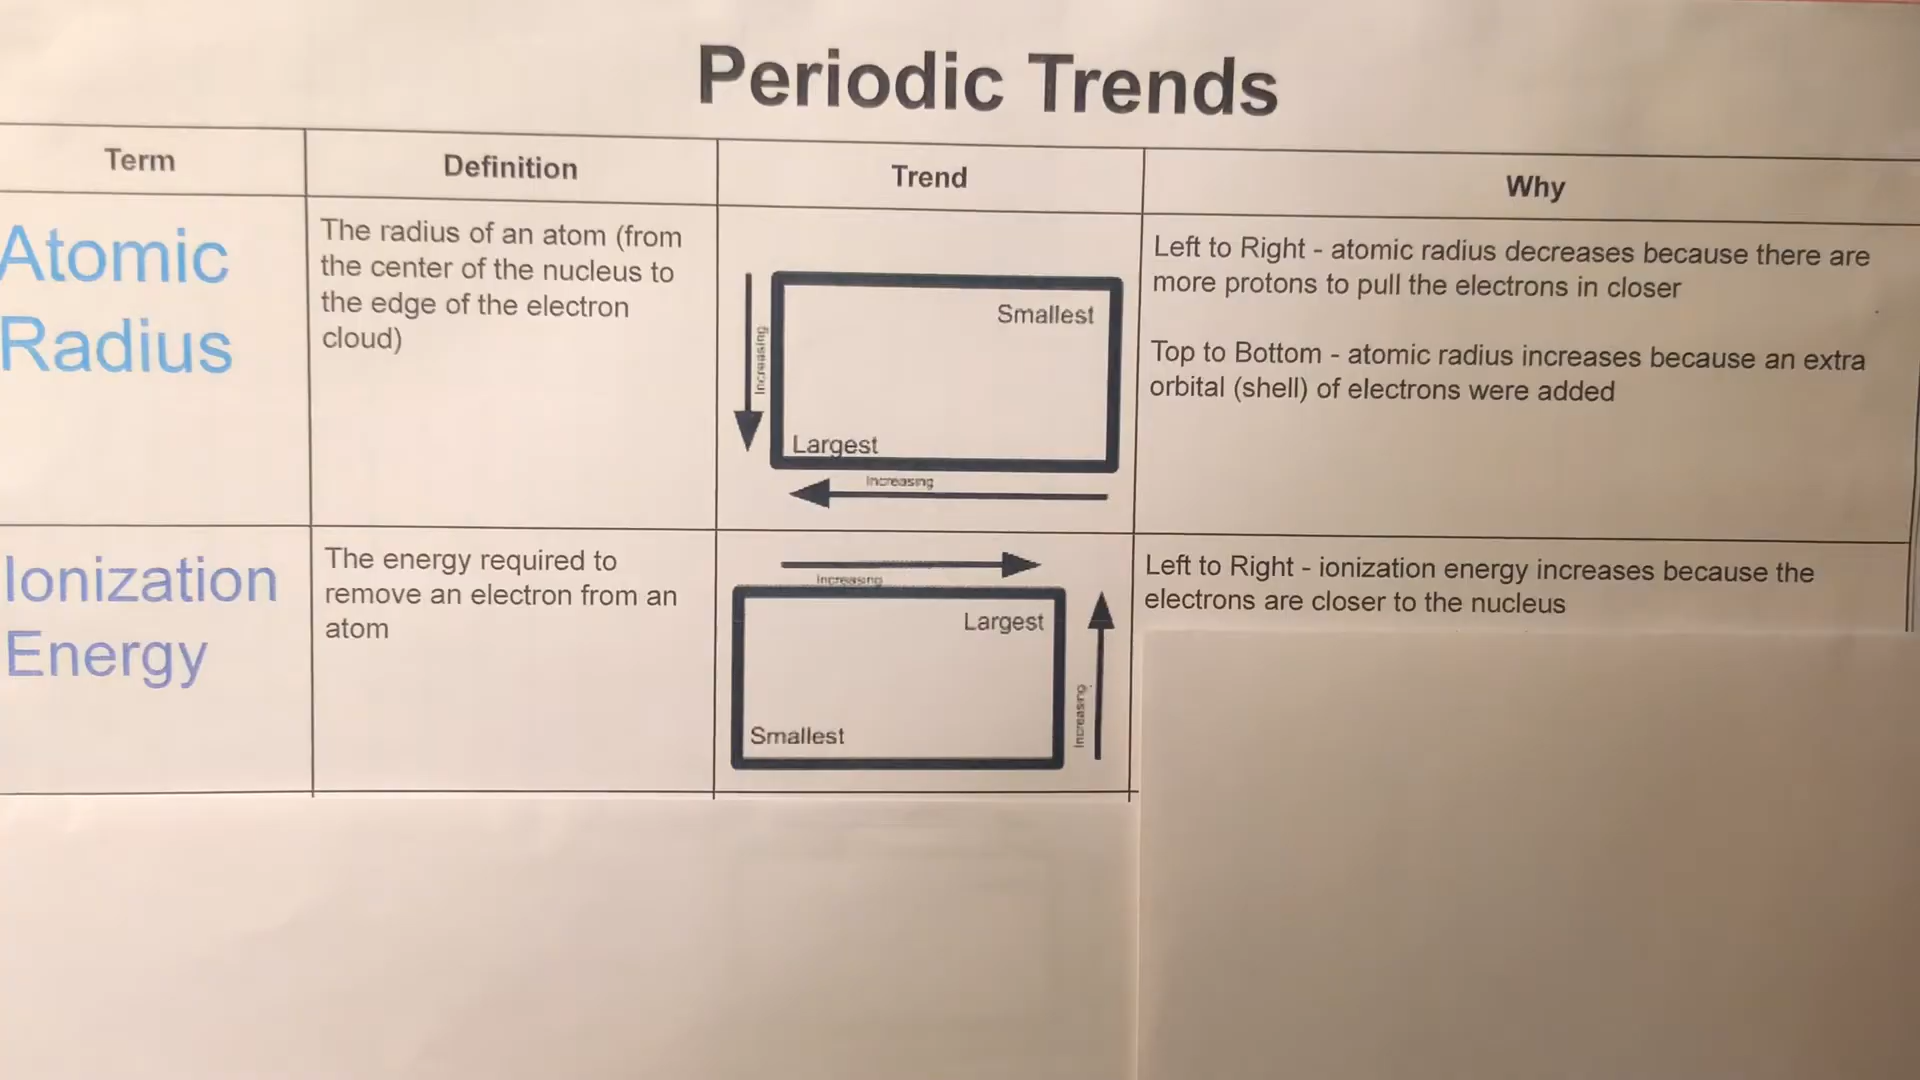 Periodic Trends
Term
Definition
Trend
Why
Atomic
Radius
The radius of an atom (from
the center of the nucleus to
the edge of the electron
cloud)
Increasing
Smallest
Largest
Increasing
Left to Right - atomic radius decreases because there are
more protons to pull the electrons in closer
Top to Bottom - atomic radius increases because an extra
orbital (shell) of electrons were added
Ionization
Energy
The energy required to
remove an electron from an
atom
Increasing
Largest
Smallest
Increasing
Left to Right - ionization energy increases because the
electrons are closer to the nucleus